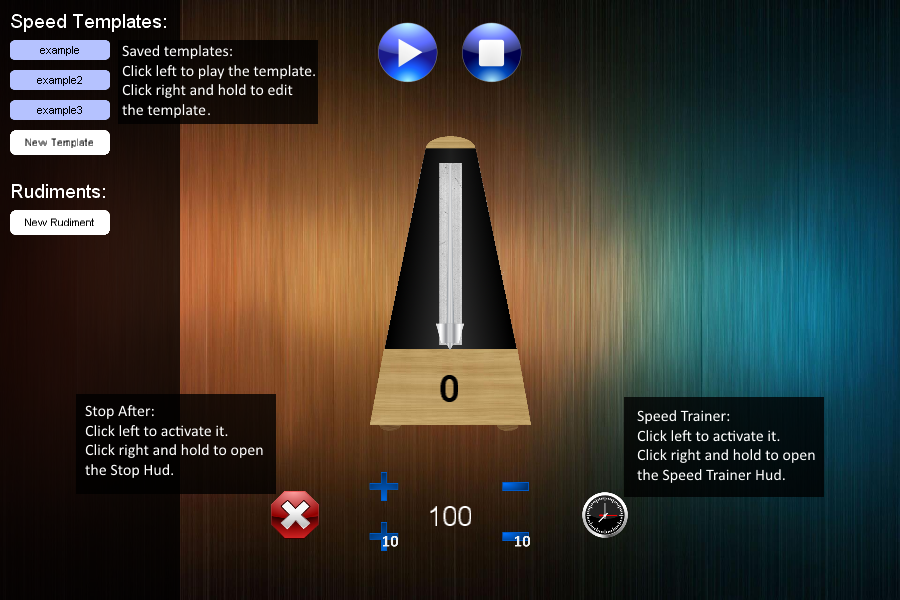 Speed Templates:
example
example2
example3
New Template
Saved templates:
Click left to play the template.
Click right and hold to edit
the template.
Rudiments:
New Rudiment
0
Stop After:
Click left to activate it.
Click right and hold to open
the Stop Hud.
Speed Trainer:
Click left to activate it.
Click right and hold to open
the Speed Trainer Hud.
100
10
10